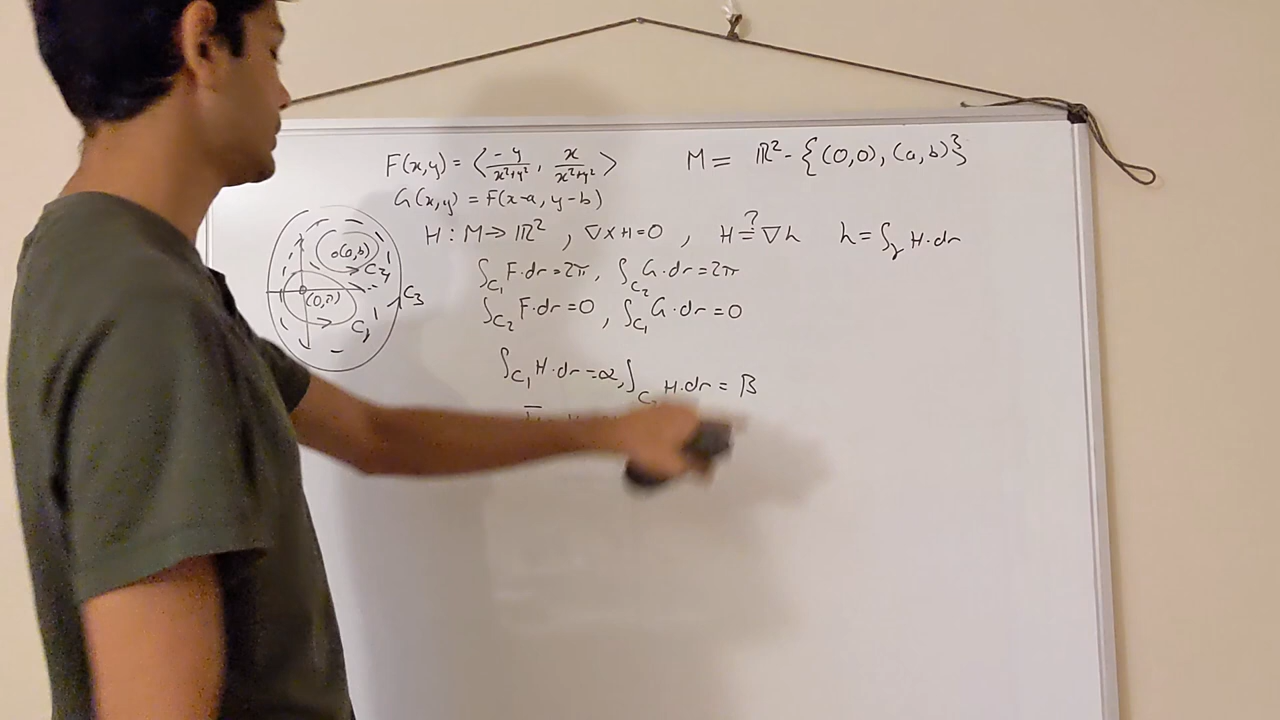 F(x,y) = ⟨ -y/(x²+y²) , x/(x²+y²) ⟩
M = ℝ² - {(0,0), (a,b)}
G(x,y) = F(x-a, y-b)
H : M → ℝ² , ∇×H=0 , H ?= ∇h h = ∫_γ H·dr
∫_C₁ F·dr = 2π , ∫_C₂ G·dr = 2π
∫_C₂ F·dr = 0 , ∫_C₁ G·dr = 0
∫_C₁ H·dr = α , ∫_C H·dr = β
(a,b)
C₂
(0,0)
C₃
C₁